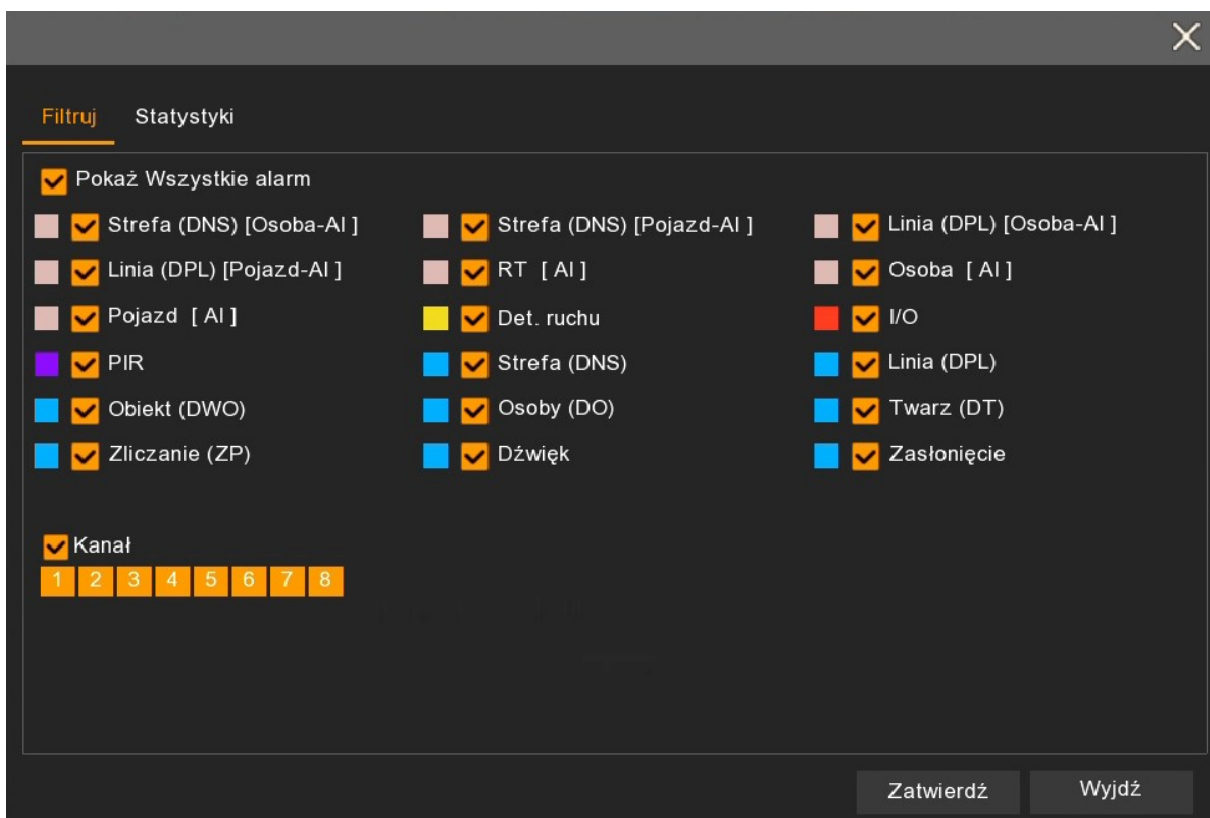 Filtruj Statystyki
Pokaż Wszystkie alarm
Strefa (DNS) [Osoba-AI ] Strefa (DNS) [Pojazd-AI ] Linia (DPL) [Osoba-AI ]
Linia (DPL) [Pojazd-AI ] RT [ AI ] Osoba [ AI ]
Pojazd [ AI ] Det. ruchu I/O
PIR Strefa (DNS) Linia (DPL)
Obiekt (DWO) Osoby (DO) Twarz (DT)
Zliczanie (ZP) Dźwięk Zasłonięcie
Kanał
1 2 3 4 5 6 7 8
Zatwierdź Wyjdź